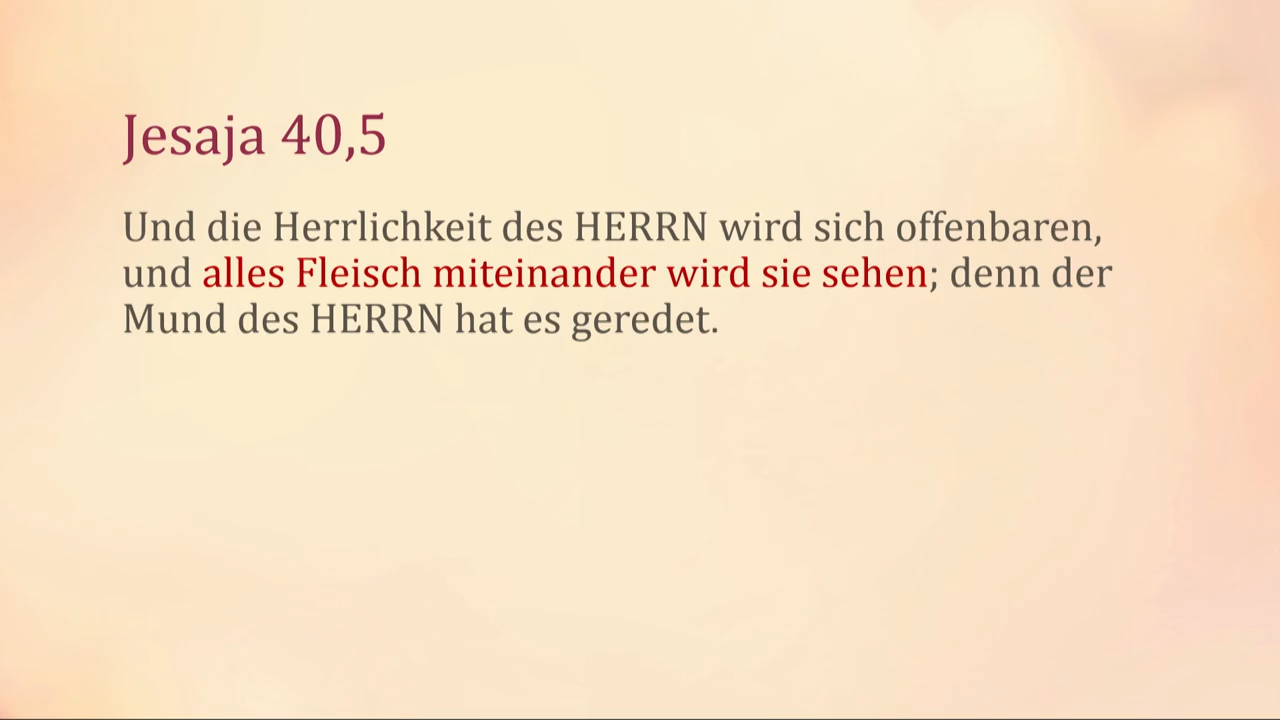 Jesaja 40,5
Und die Herrlichkeit des HERRN wird sich offenbaren,
und alles Fleisch miteinander wird sie sehen; denn der
Mund des HERRN hat es geredet.